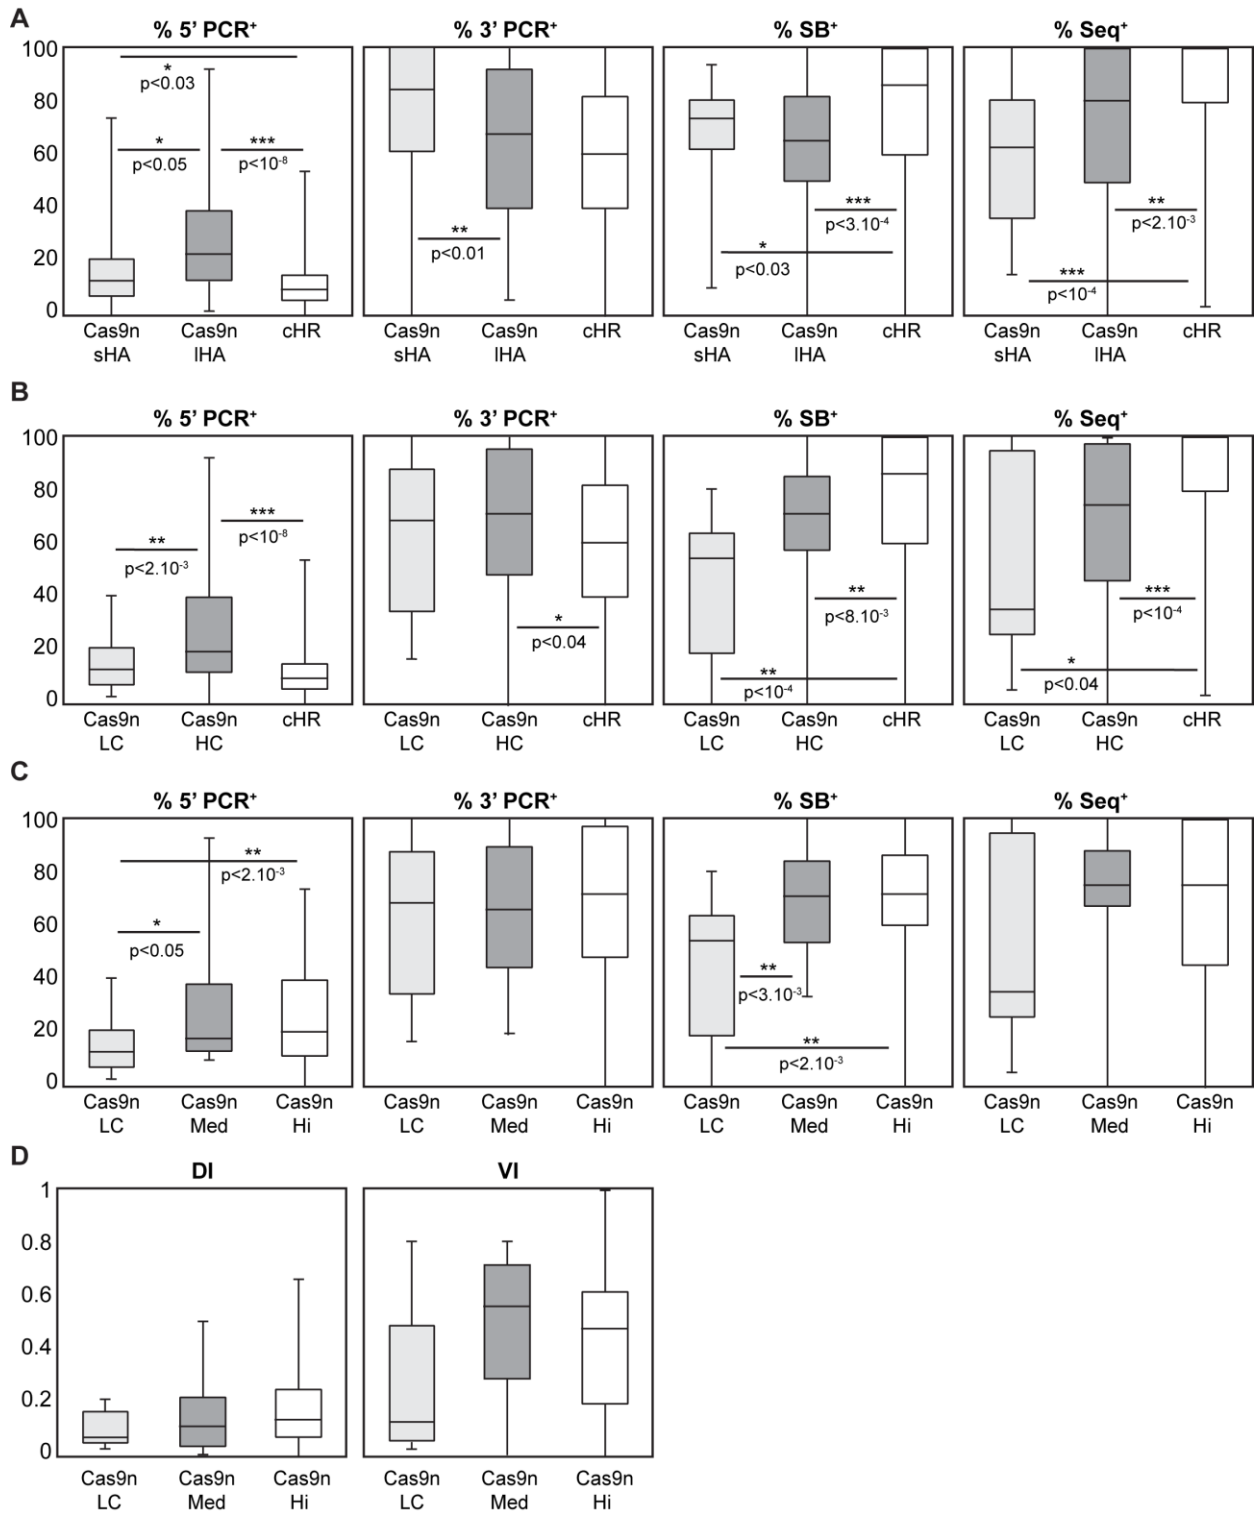 A
% 5’ PCR⁺ % 3’ PCR⁺ % SB⁺ % Seq⁺
100
80
60
40
20
0
*
p<0.03
*
p<0.05
***
p<10⁻⁸
**
p<0.01
***
p<3.10⁻⁴
*
p<0.03
**
p<2.10⁻³
***
p<10⁻⁴
Cas9n Cas9n cHR Cas9n Cas9n cHR Cas9n Cas9n cHR Cas9n Cas9n cHR
sHA lHA sHA lHA sHA lHA sHA lHA
B
% 5’ PCR⁺ % 3’ PCR⁺ % SB⁺ % Seq⁺
100
80
60
40
20
0
**
p<2.10⁻³
***
p<10⁻⁸
*
p<0.04
**
p<8.10⁻³
**
p<10⁻⁴
***
p<10⁻⁴
*
p<0.04
Cas9n Cas9n cHR Cas9n Cas9n cHR Cas9n Cas9n cHR Cas9n Cas9n cHR
LC HC LC HC LC HC LC HC
C
% 5’ PCR⁺ % 3’ PCR⁺ % SB⁺ % Seq⁺
100
80
60
40
20
0
**
p<2.10⁻³
*
p<0.05
**
p<3.10⁻³
**
p<2.10⁻³
Cas9n Cas9n Cas9n Cas9n Cas9n Cas9n Cas9n Cas9n Cas9n Cas9n Cas9n Cas9n
LC Med Hi LC Med Hi LC Med Hi LC Med Hi
D
DI VI
1
0.8
0.6
0.4
0.2
0
Cas9n Cas9n Cas9n Cas9n Cas9n Cas9n
LC Med Hi LC Med Hi